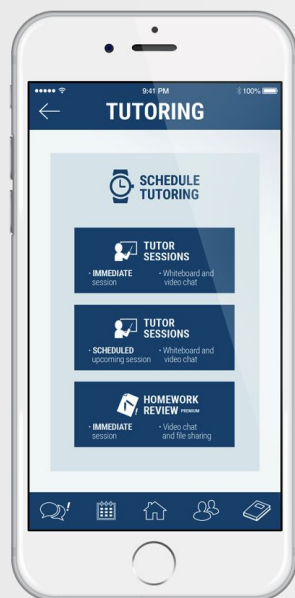 9:41 PM
100%
TUTORING
SCHEDULE
TUTORING
TUTOR
SESSIONS
· IMMEDIATE
session
· Whiteboard and
video chat
TUTOR
SESSIONS
· SCHEDULED
upcoming session
· Whiteboard and
video chat
HOMEWORK
REVIEW PREMIUM
· IMMEDIATE
session
· Video chat
and file sharing